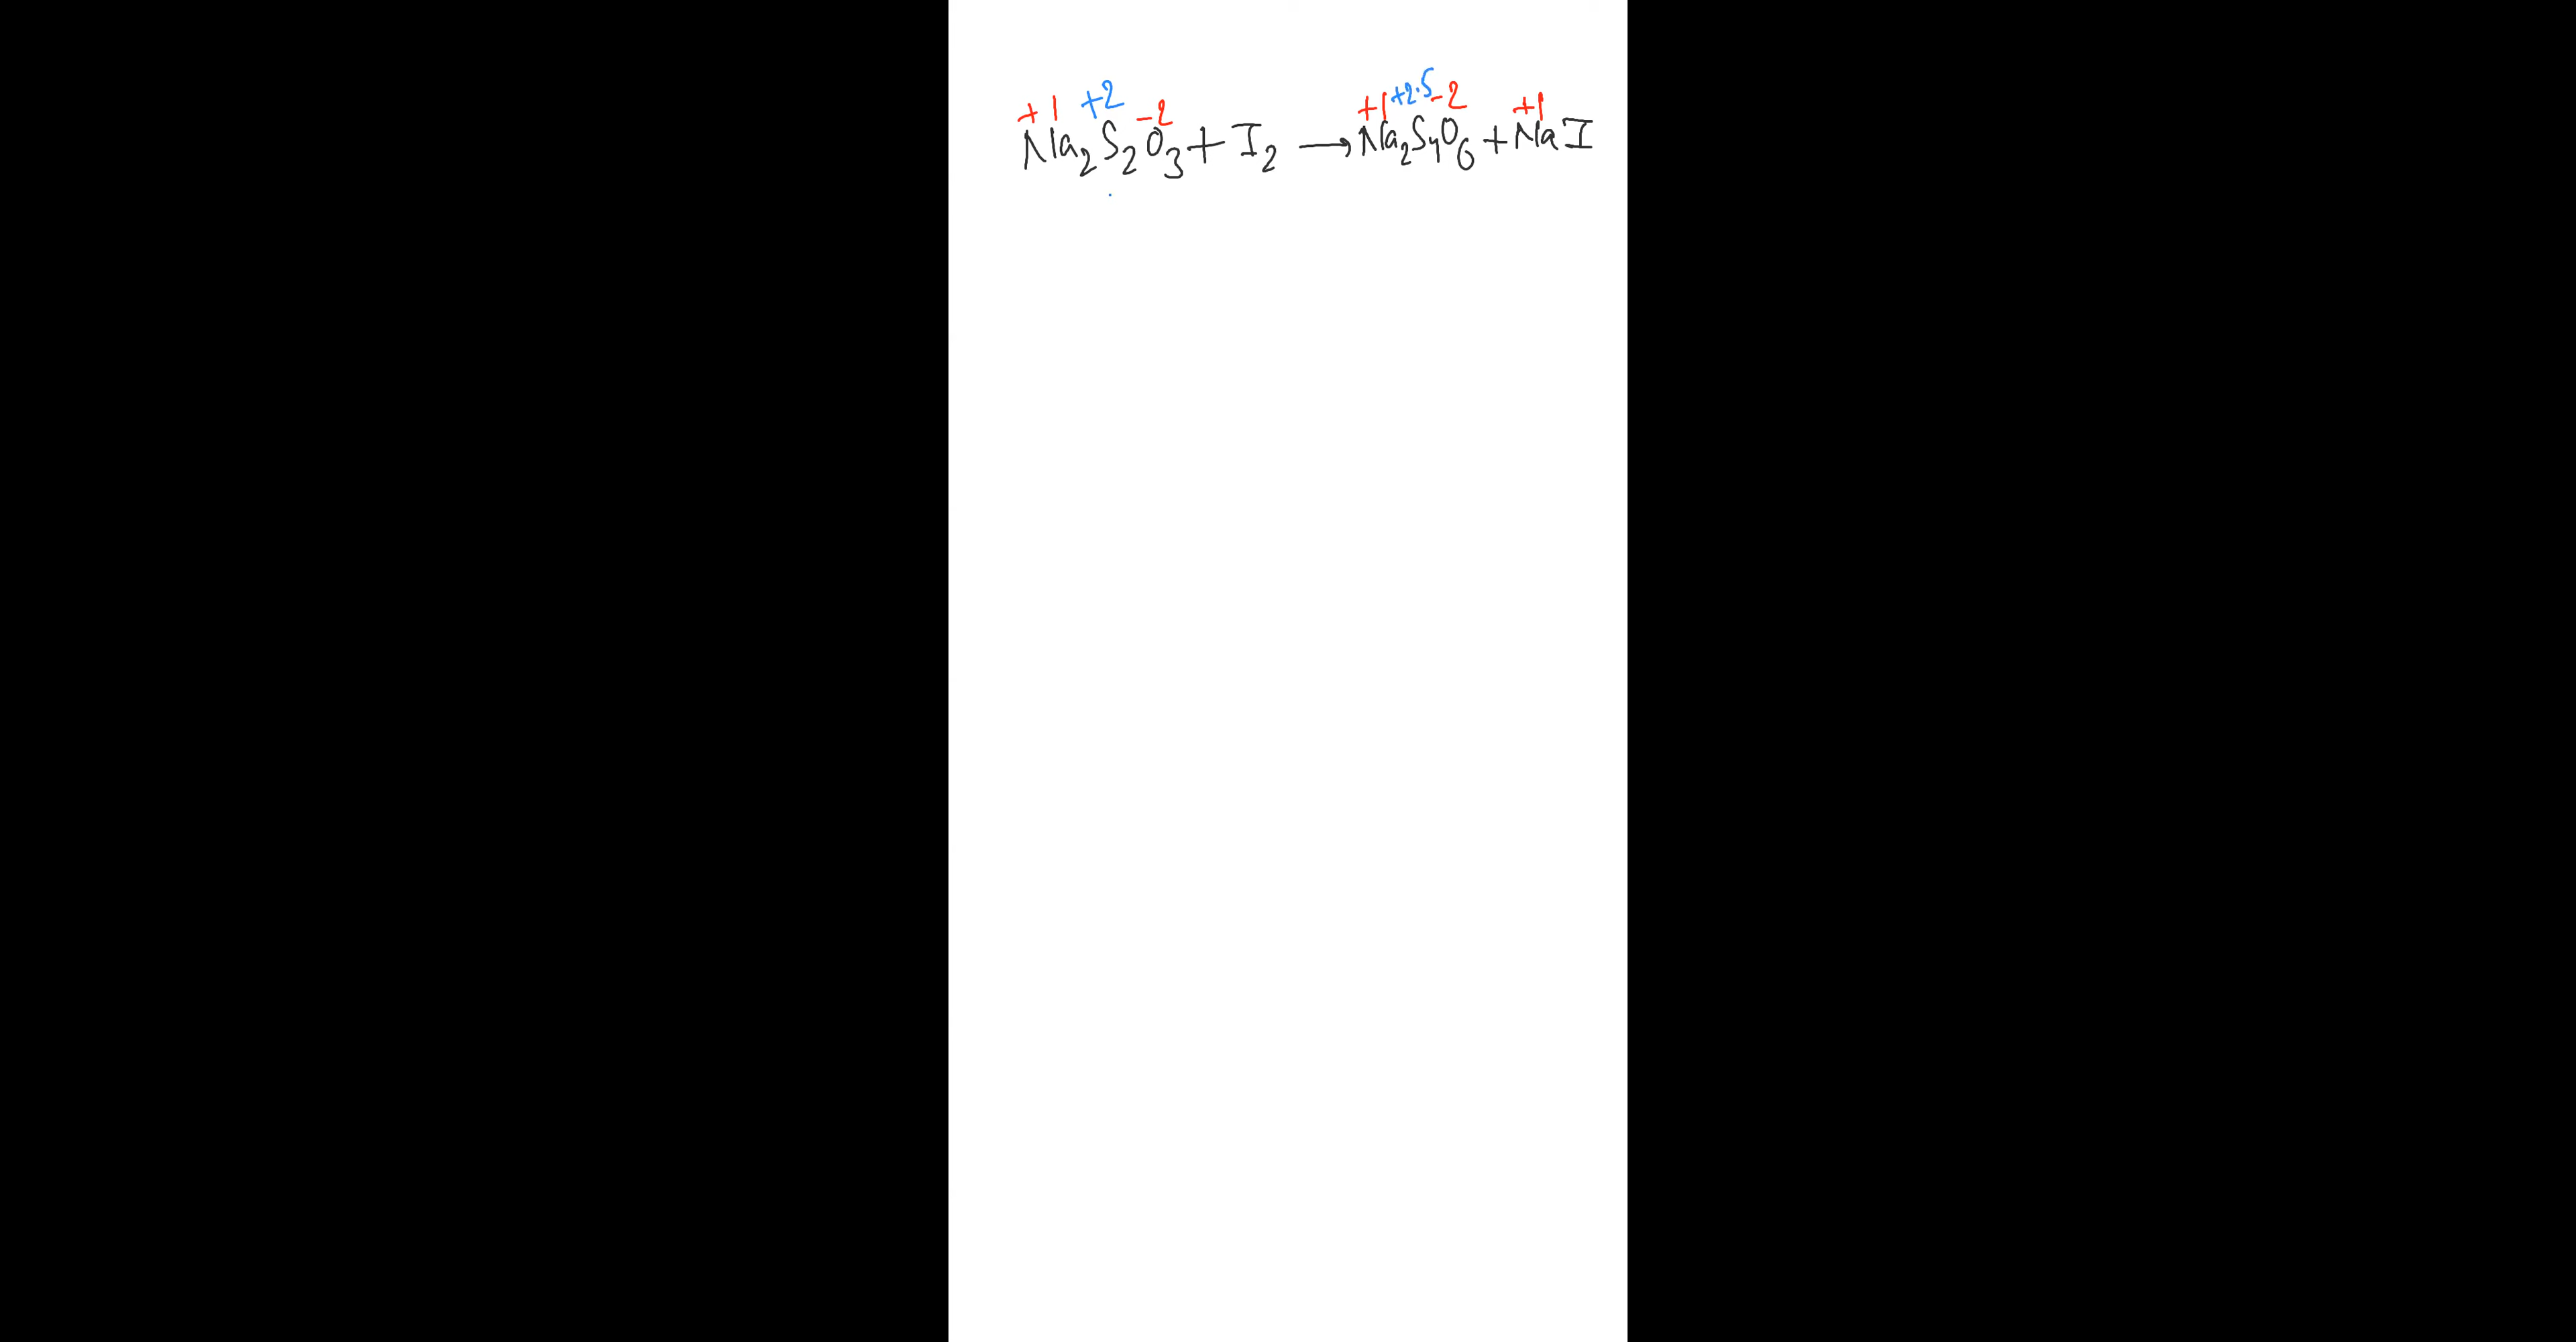 +1 +2 -2 +1 +2.5 -2 +1
Na2S2O3 + I2 → Na2S4O6 + NaI